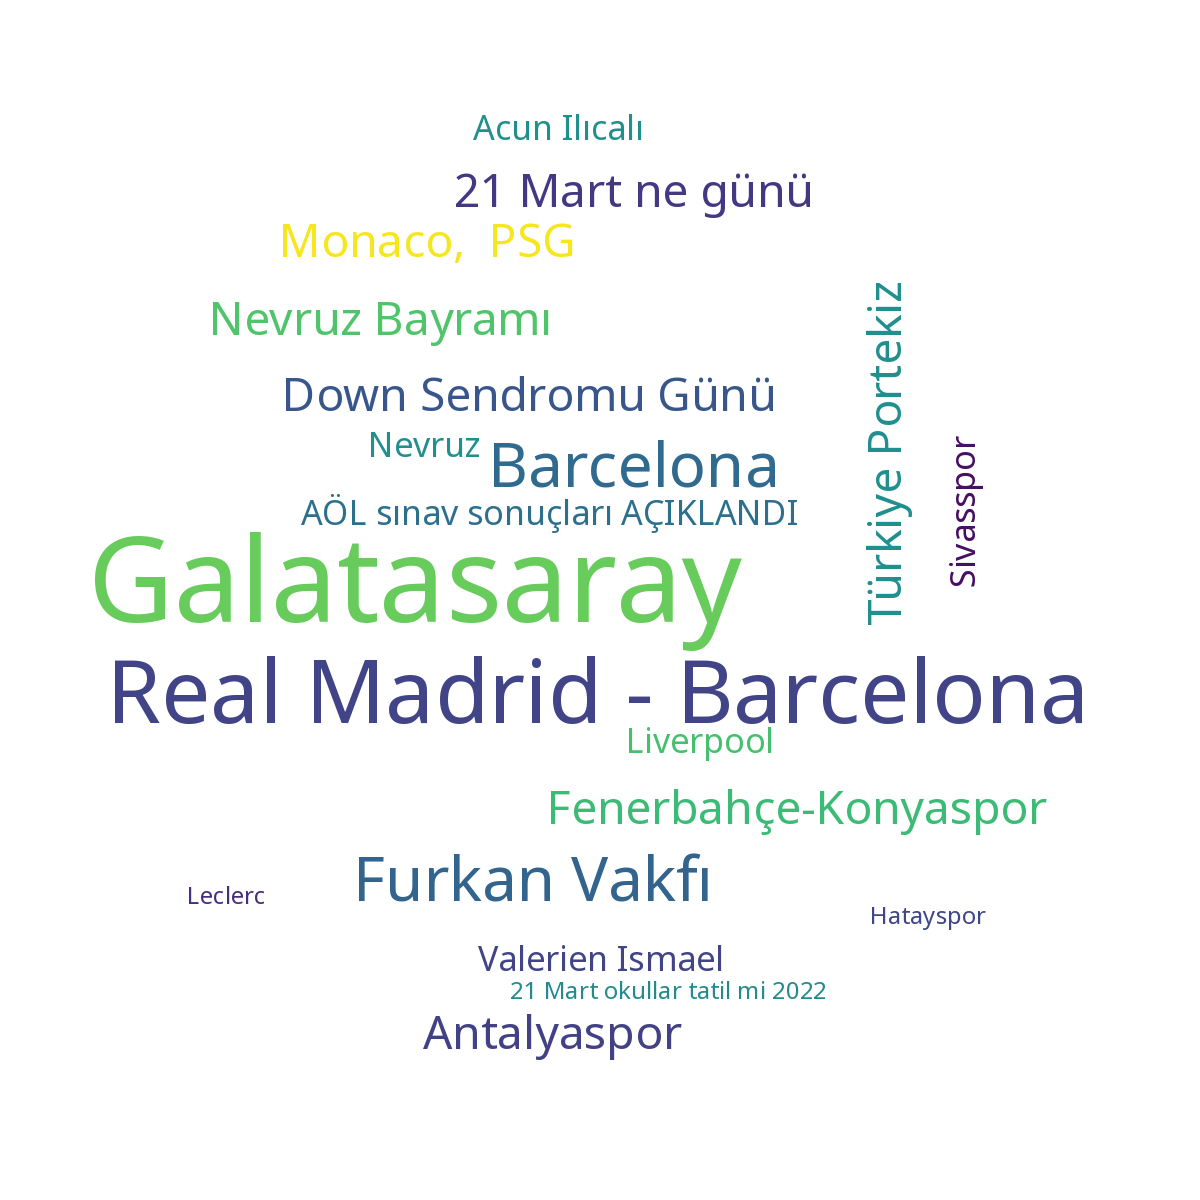 Acun Ilıcalı
21 Mart ne günü
Monaco,  PSG
Nevruz Bayramı
Türkiye Portekiz
Down Sendromu Günü
Nevruz
Barcelona
Sivasspor
AÖL sınav sonuçları AÇIKLANDI
Galatasaray
Real Madrid - Barcelona
Liverpool
Fenerbahçe-Konyaspor
Furkan Vakfı
Leclerc
Hatayspor
Valerien Ismael
21 Mart okullar tatil mi 2022
Antalyaspor